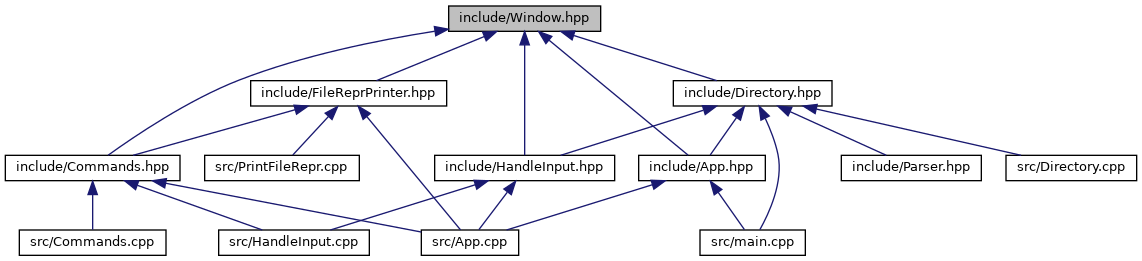 include/Window.hpp
include/FileReprPrinter.hpp
include/Directory.hpp
include/Commands.hpp
src/PrintFileRepr.cpp
include/HandleInput.hpp
include/App.hpp
include/Parser.hpp
src/Directory.cpp
src/Commands.cpp
src/HandleInput.cpp
src/App.cpp
src/main.cpp